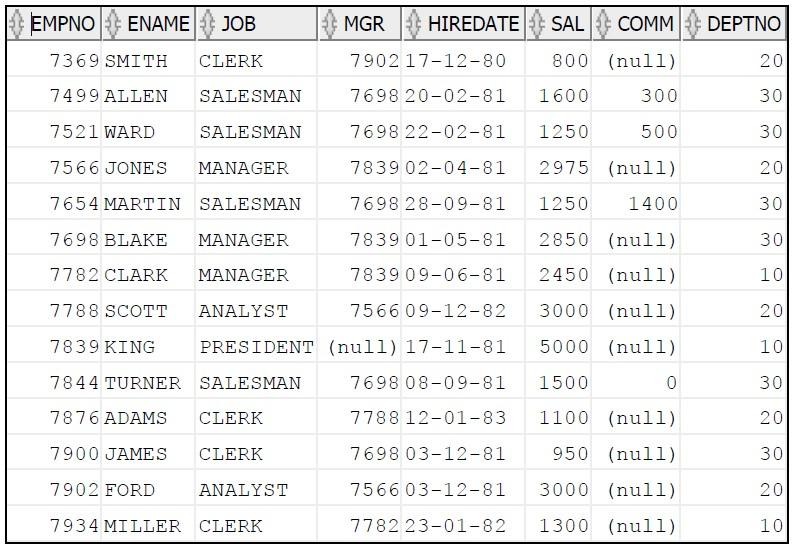 EMPNO ENAME JOB MGR HIREDATE SAL COMM DEPTNO
7369 SMITH CLERK 7902 17-12-80 800 (null) 20
7499 ALLEN SALESMAN 7698 20-02-81 1600 300 30
7521 WARD SALESMAN 7698 22-02-81 1250 500 30
7566 JONES MANAGER 7839 02-04-81 2975 (null) 20
7654 MARTIN SALESMAN 7698 28-09-81 1250 1400 30
7698 BLAKE MANAGER 7839 01-05-81 2850 (null) 30
7782 CLARK MANAGER 7839 09-06-81 2450 (null) 10
7788 SCOTT ANALYST 7566 09-12-82 3000 (null) 20
7839 KING PRESIDENT (null) 17-11-81 5000 (null) 10
7844 TURNER SALESMAN 7698 08-09-81 1500 0 30
7876 ADAMS CLERK 7788 12-01-83 1100 (null) 20
7900 JAMES CLERK 7698 03-12-81 950 (null) 30
7902 FORD ANALYST 7566 03-12-81 3000 (null) 20
7934 MILLER CLERK 7782 23-01-82 1300 (null) 10